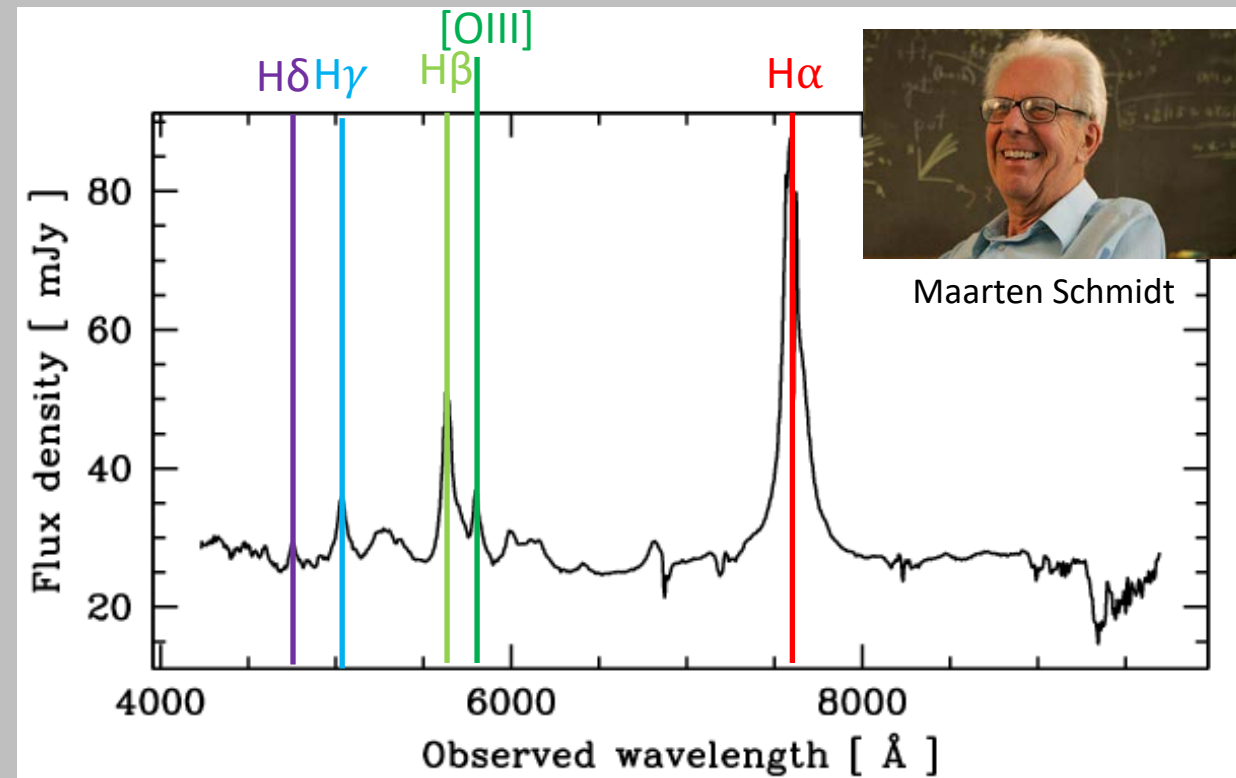 [OIII]
Hδ Hγ Hβ Hα
Maarten Schmidt
80
60
40
20
Flux density [ mJy ]
4000 6000 8000
Observed wavelength [ Å ]